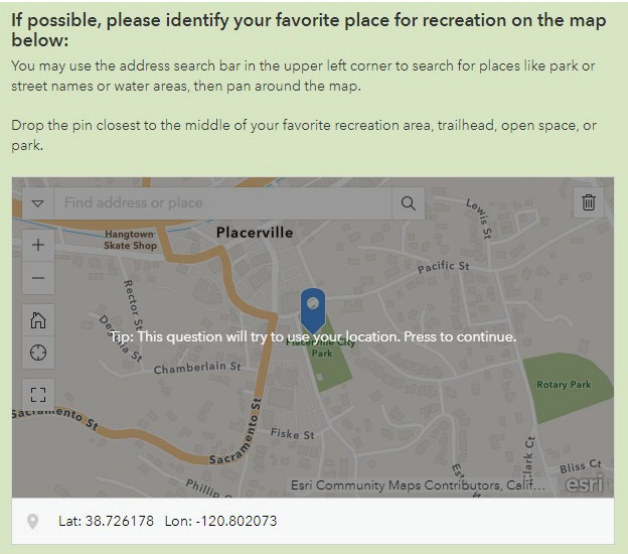 If possible, please identify your favorite place for recreation on the map
below:
You may use the address search bar in the upper left corner to search for places like park or
street names or water areas, then pan around the map.
Drop the pin closest to the middle of your favorite recreation area, trailhead, open space, or
park.
Find address or place
Lewis St
Hangtown
Skate Shop
Placerville
+
Pacific St
−
Rector St
Tip: This question will try to use your location. Press to continue.
Placerville City
Park
Chamberlain St
Rotary Park
Sacramento St
Sacramento St
Fiske St
Clark Ct
Bliss Ct
Esri Community Maps Contributors, Calif...
esri
Lat: 38.726178 Lon: -120.802073